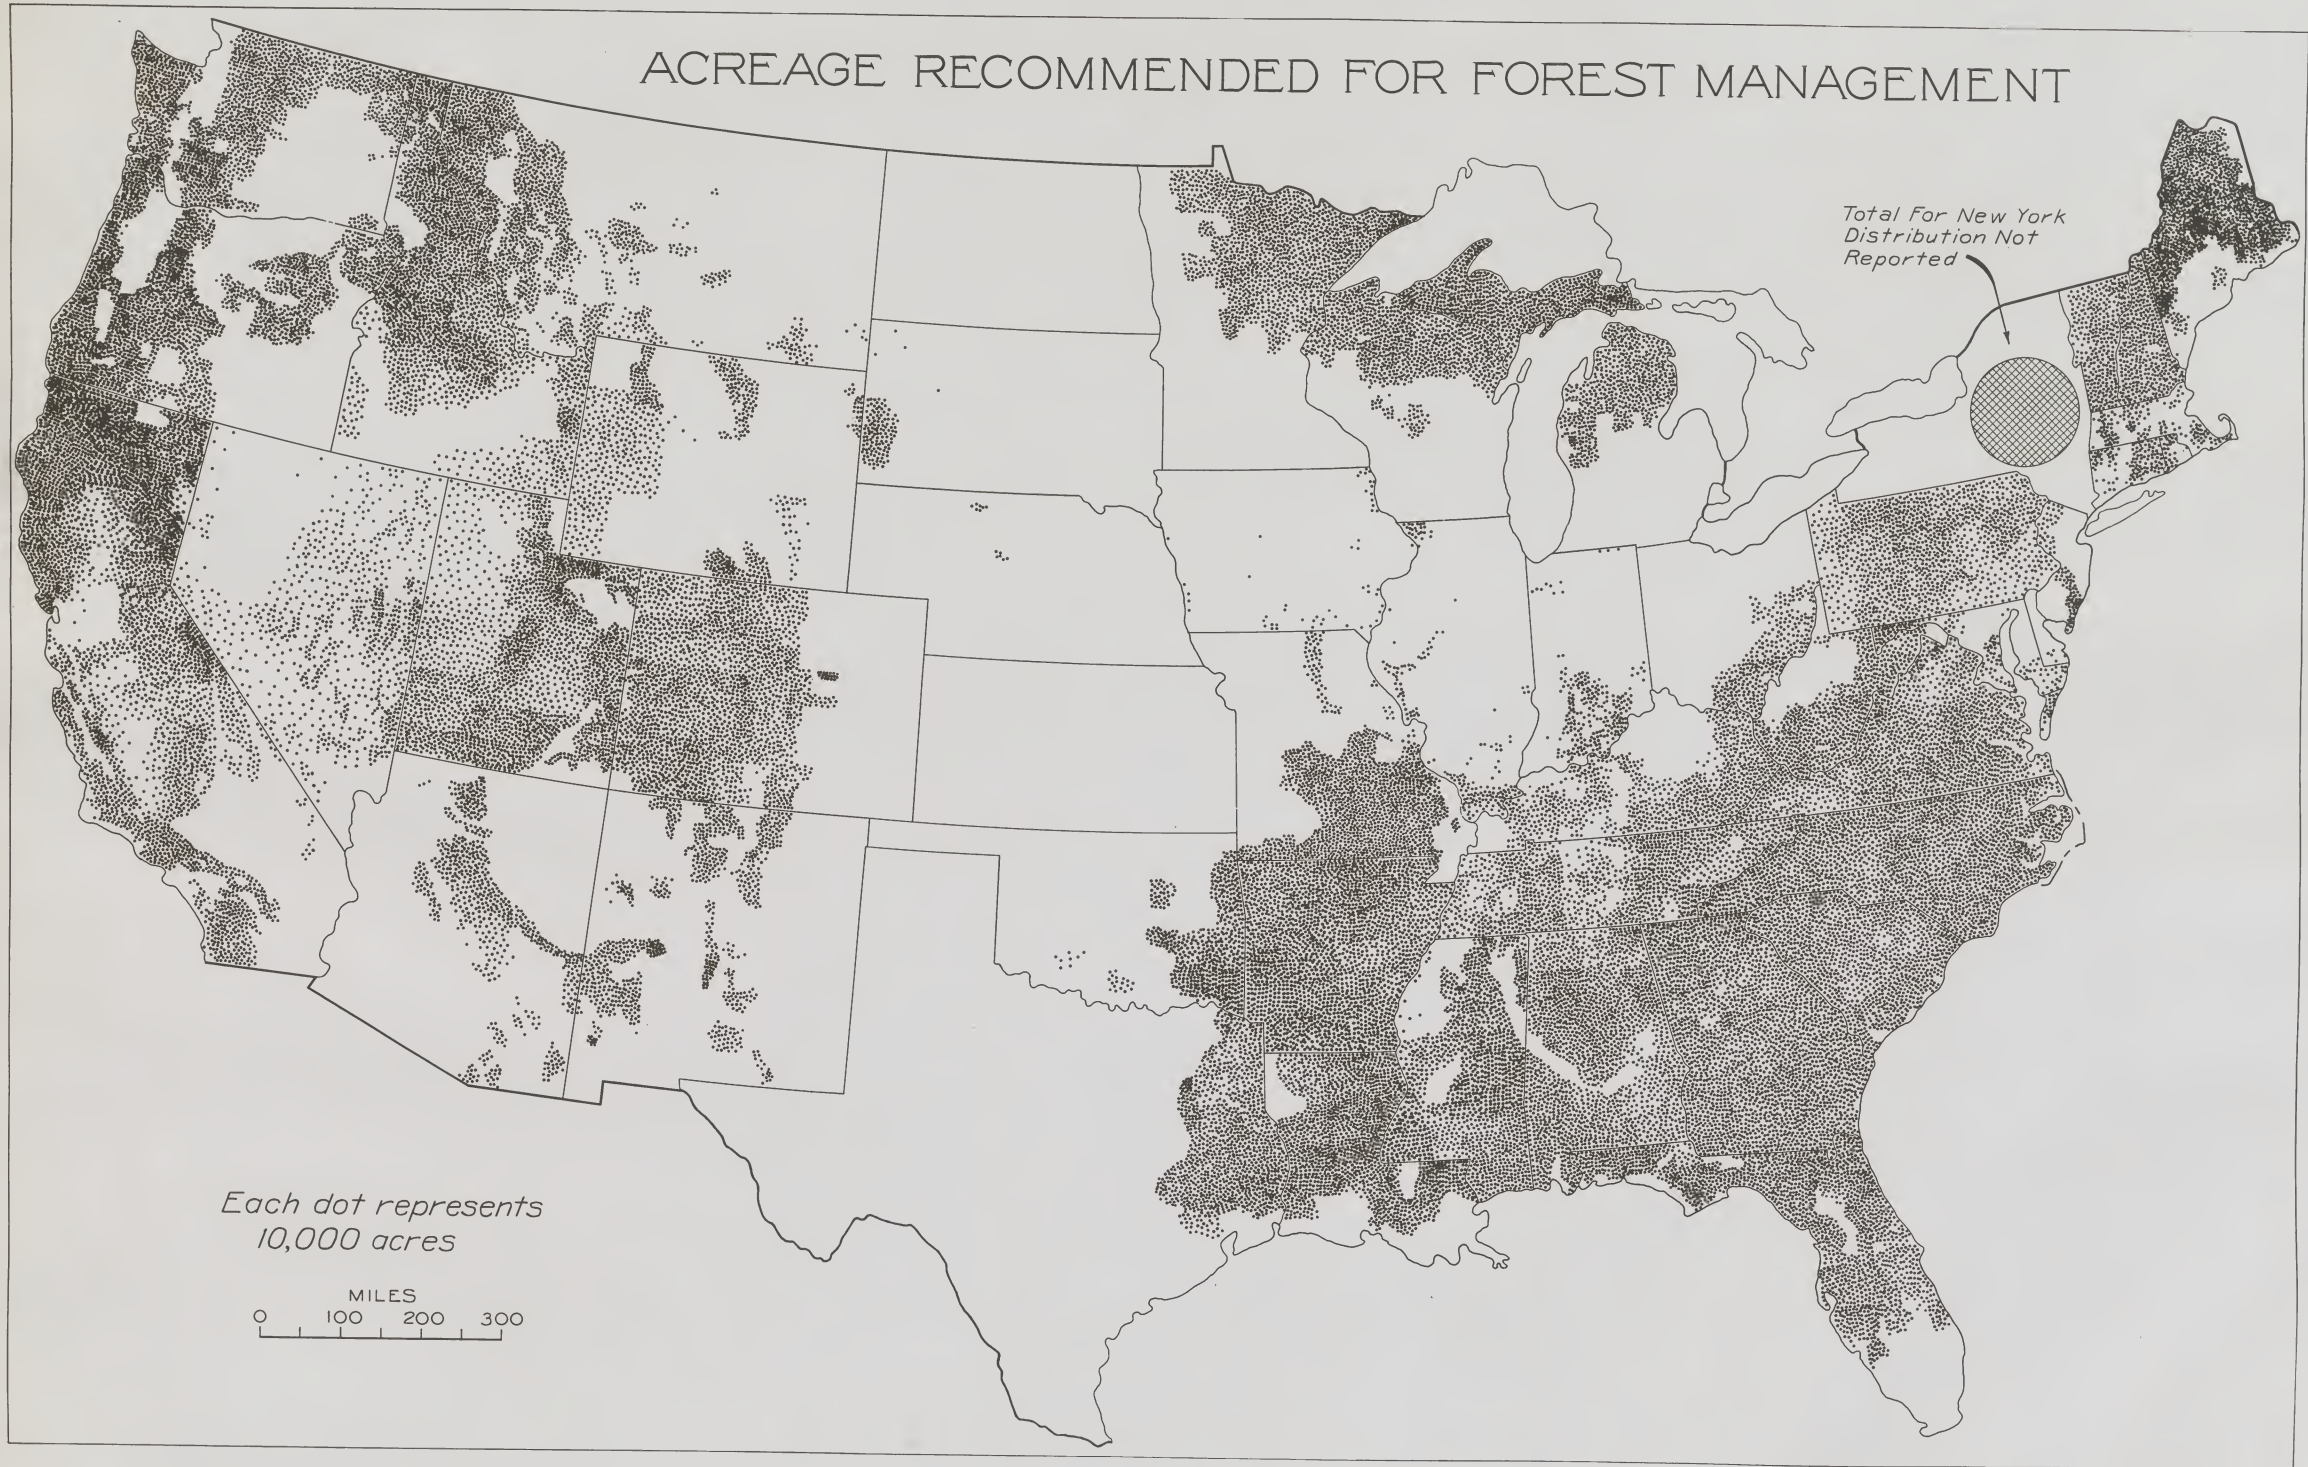 ACREAGE RECOMMENDED FOR FOREST MANAGEMENT
Total For New York
Distribution Not
Reported
Each dot represents
10,000 acres
MILES
0 100 200 300